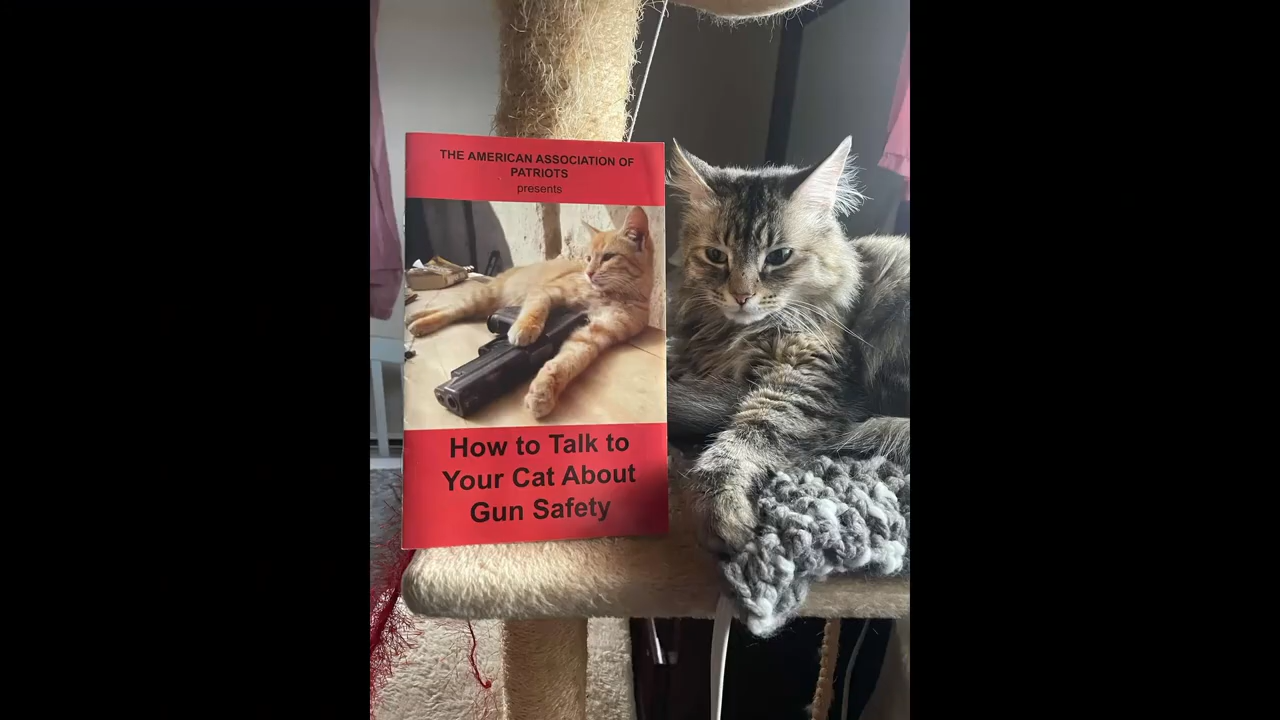 THE AMERICAN ASSOCIATION OF
PATRIOTS
presents
How to Talk to
Your Cat About
Gun Safety